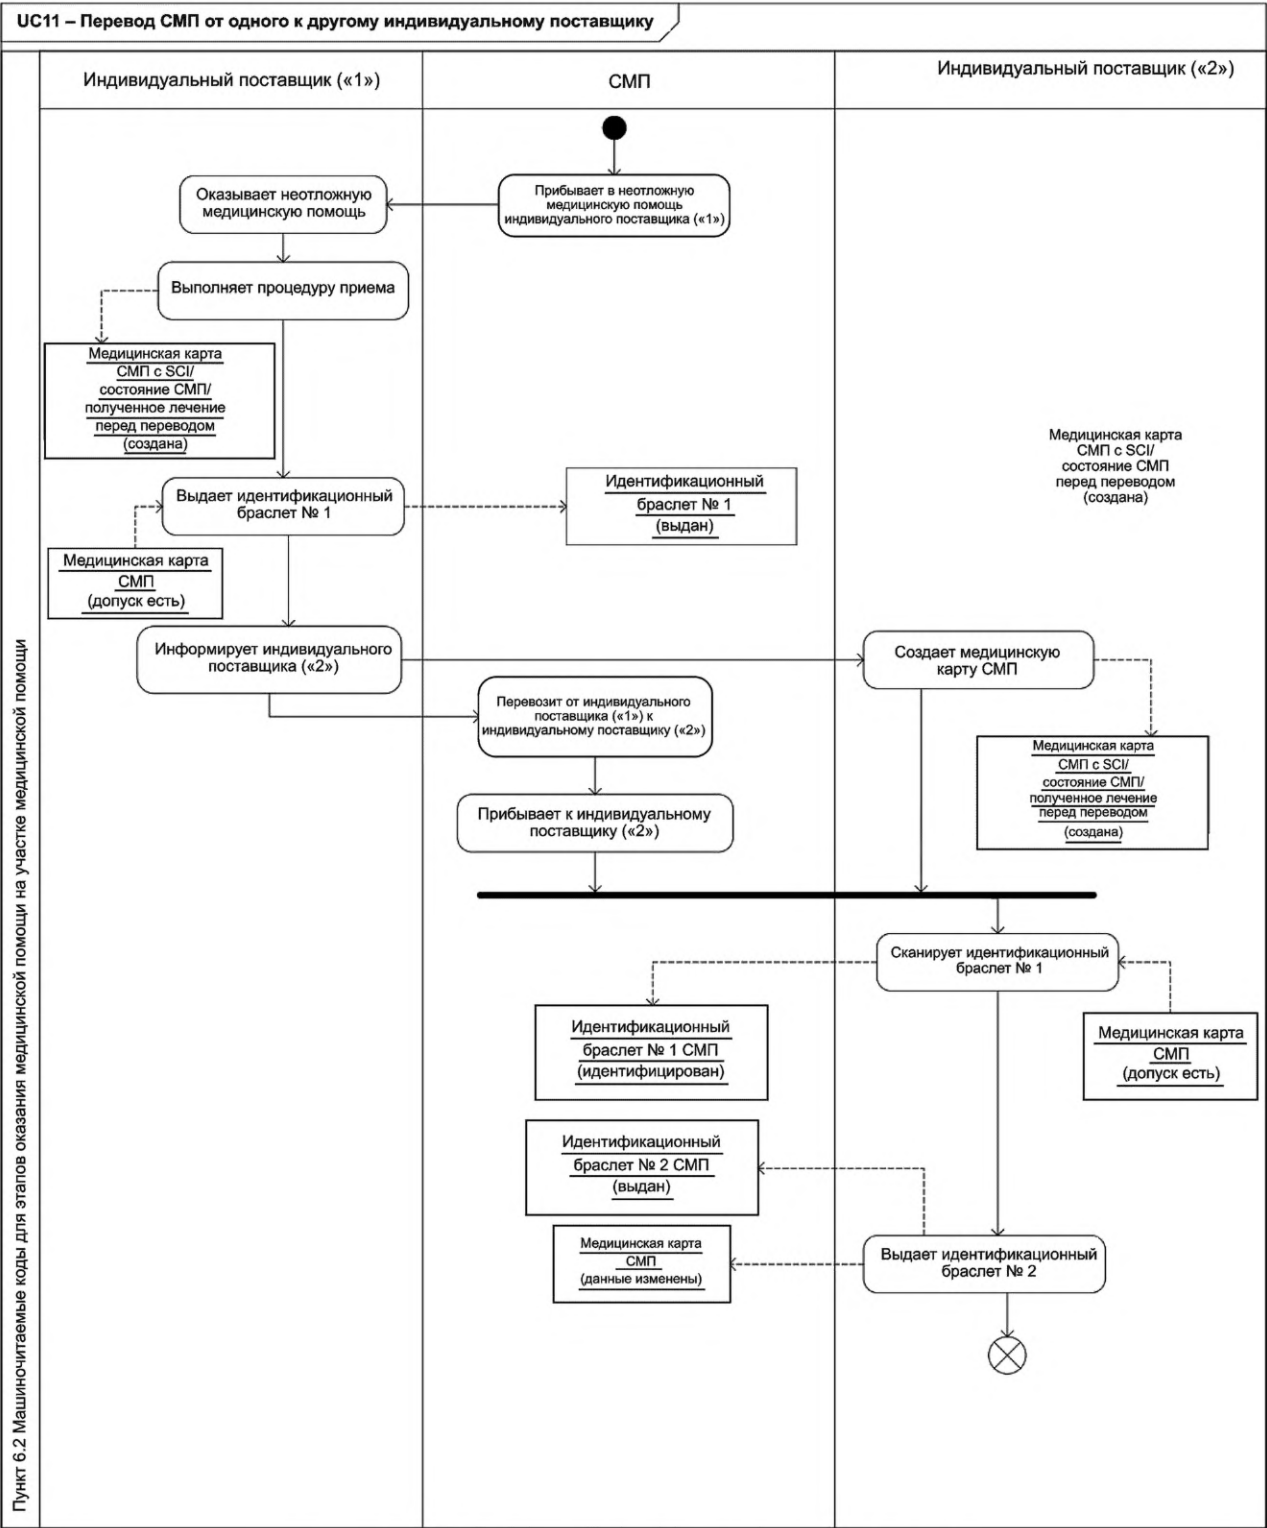 UC11 – Перевод СМП от одного к другому индивидуальному поставщику
Пункт 6.2 Машиночитаемые коды для этапов оказания медицинской помощи на участке медицинской помощи
Индивидуальный поставщик («1»)
СМП
Индивидуальный поставщик («2»)
Прибывает в неотложную
медицинскую помощь
индивидуального поставщика («1»)
Оказывает неотложную
медицинскую помощь
Выполняет процедуру приема
Медицинская карта
СМП с SCI/
состояние СМП/
полученное лечение
перед переводом
(создана)
Медицинская карта
СМП с SCI/
состояние СМП
перед переводом
(создана)
Выдает идентификационный
браслет № 1
Идентификационный
браслет № 1
(выдан)
Медицинская карта
СМП
(допуск есть)
Информирует индивидуального
поставщика («2»)
Создает медицинскую
карту СМП
Перевозит от индивидуального
поставщика («1») к
индивидуальному поставщику («2»)
Медицинская карта
СМП с SCI/
состояние СМП/
полученное лечение
перед переводом
(создана)
Прибывает к индивидуальному
поставщику («2»)
Сканирует идентификационный
браслет № 1
Идентификационный
браслет № 1 СМП
(идентифицирован)
Медицинская карта
СМП
(допуск есть)
Идентификационный
браслет № 2 СМП
(выдан)
Медицинская карта
СМП
(данные изменены)
Выдает идентификационный
браслет № 2